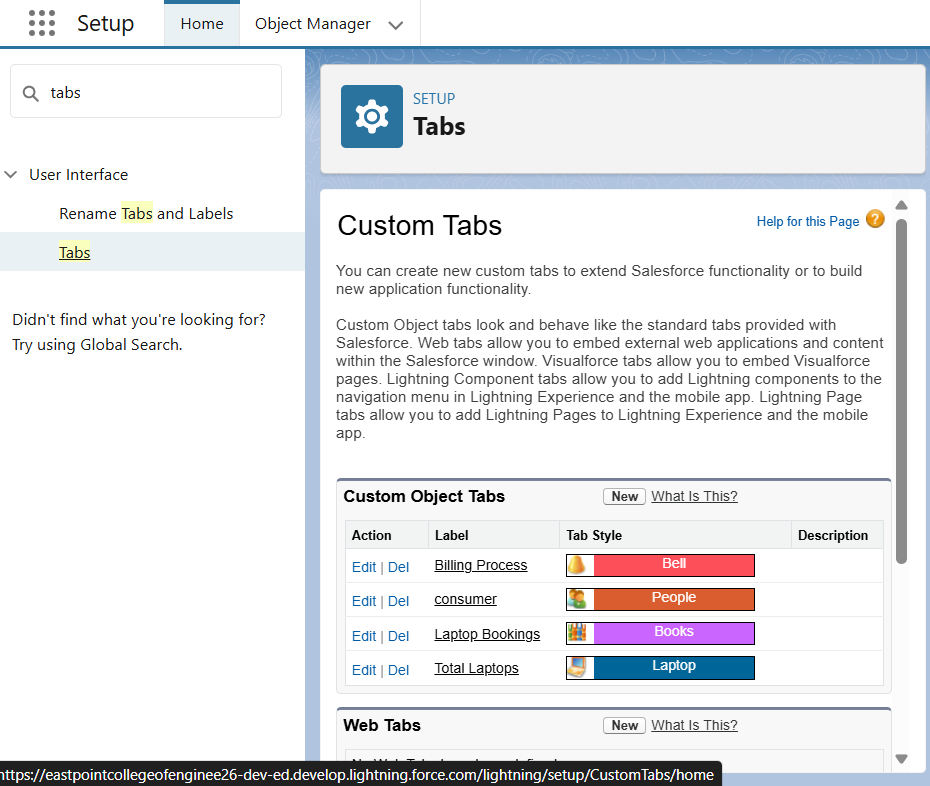 Setup
Home
Object Manager
tabs
User Interface
Rename Tabs and Labels
Tabs
Didn't find what you're looking for?
Try using Global Search.
SETUP
Tabs
Custom Tabs
Help for this Page
?
You can create new custom tabs to extend Salesforce functionality or to build
new application functionality.
Custom Object tabs look and behave like the standard tabs provided with
Salesforce. Web tabs allow you to embed external web applications and content
within the Salesforce window. Visualforce tabs allow you to embed Visualforce
pages. Lightning Component tabs allow you to add Lightning components to the
navigation menu in Lightning Experience and the mobile app. Lightning Page
tabs allow you to add Lightning Pages to Lightning Experience and the mobile
app.
Custom Object Tabs New What Is This?
Action Label Tab Style Description
Edit | Del Billing Process Bell
Edit | Del consumer People
Edit | Del Laptop Bookings Books
Edit | Del Total Laptops Laptop
Web Tabs New What Is This?
https://eastpointcollegeofenginee26-dev-ed.develop.lightning.force.com/lightning/setup/CustomTabs/home